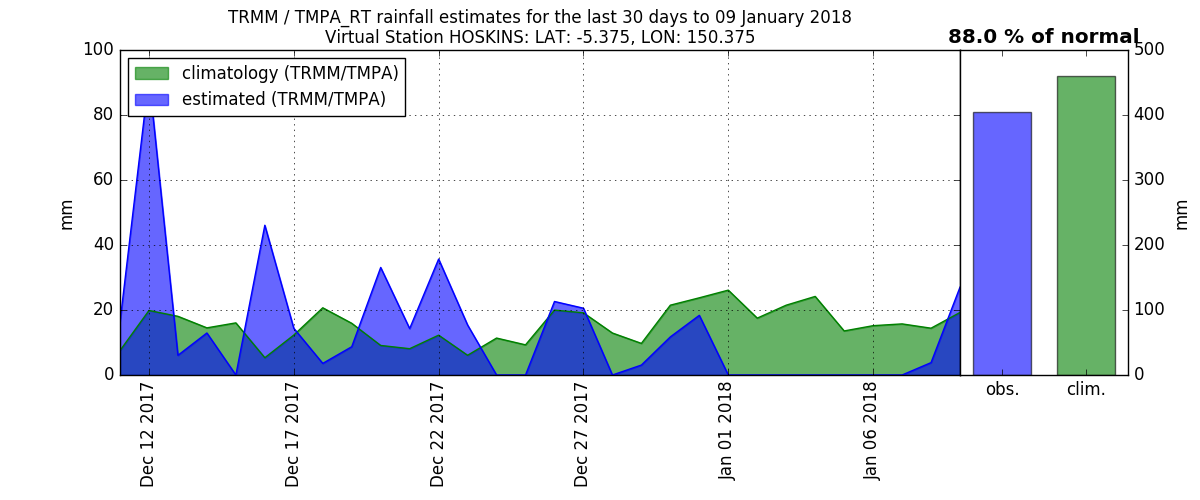 TRMM / TMPA_RT rainfall estimates for the last 30 days to 09 January 2018
Virtual Station HOSKINS: LAT: -5.375, LON: 150.375
88.0 % of normal
climatology (TRMM/TMPA)
estimated (TRMM/TMPA)
mm
100
80
60
40
20
0
Dec 12 2017
Dec 17 2017
Dec 22 2017
Dec 27 2017
Jan 01 2018
Jan 06 2018
obs.
clim.
500
400
300
200
100
0
mm